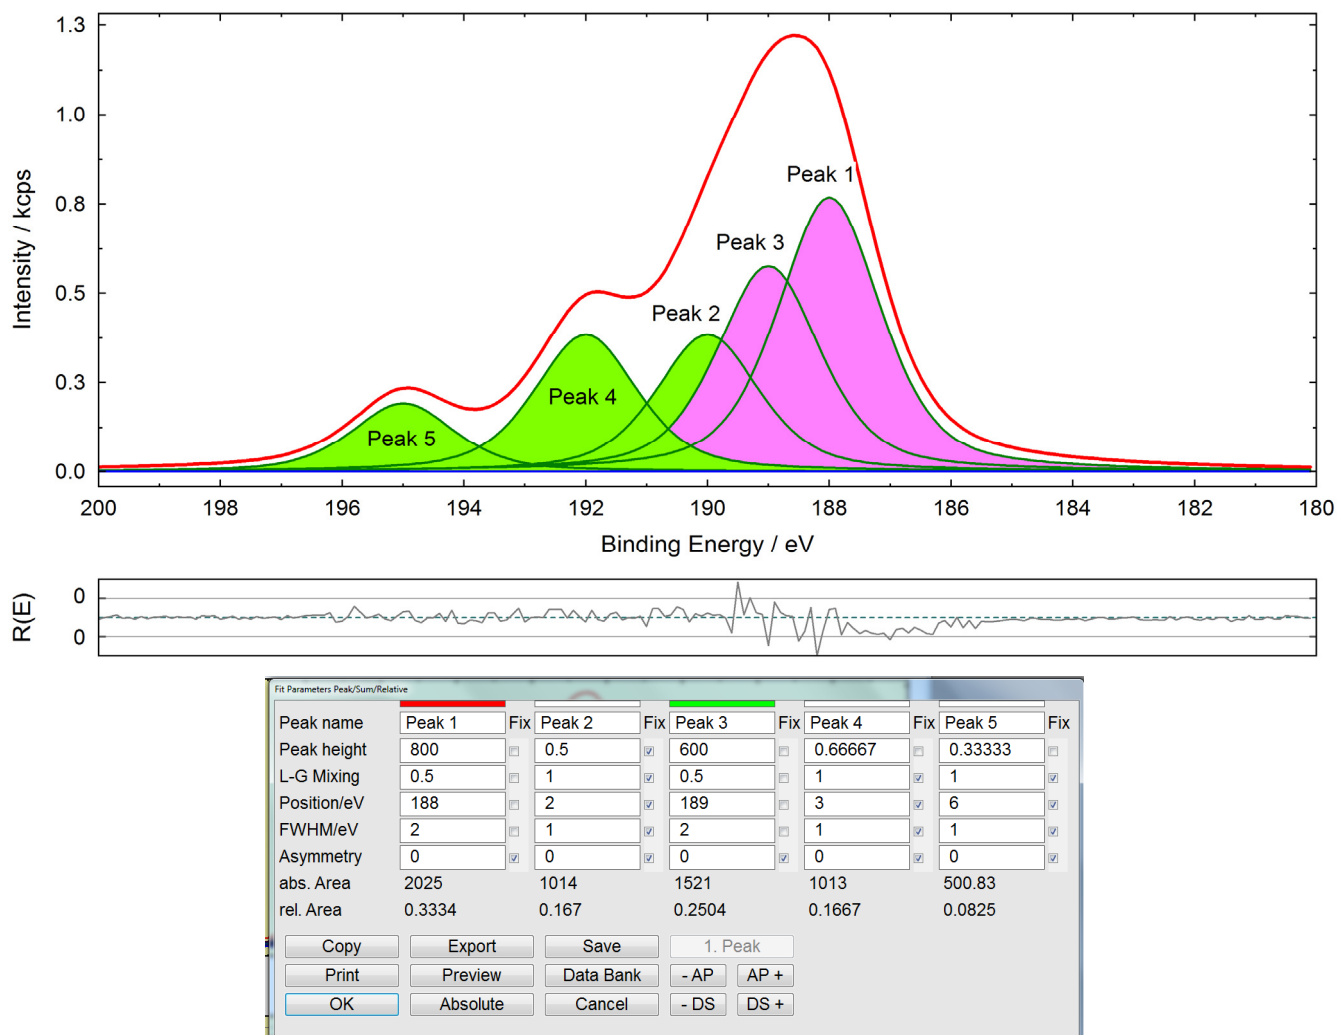 1.3
1.0
0.8
0.5
0.3
0.0
Intensity / kcps
Peak 1
Peak 3
Peak 2
Peak 4
Peak 5
200 198 196 194 192 190 188 186 184 182 180
Binding Energy / eV
R(E)
0
0
Fit Parameters Peak/Sum/Relative
Peak name Peak 1 Fix Peak 2 Fix Peak 3 Fix Peak 4 Fix Peak 5 Fix
Peak height 800 0.5 600 0.66667 0.33333
L-G Mixing 0.5 1 0.5 1 1
Position/eV 188 2 189 3 6
FWHM/eV 2 1 2 1 1
Asymmetry 0 0 0 0 0
abs. Area 2025 1014 1521 1013 500.83
rel. Area 0.3334 0.167 0.2504 0.1667 0.0825
Copy Export Save 1. Peak
Print Preview Data Bank - AP AP +
OK Absolute Cancel - DS DS +